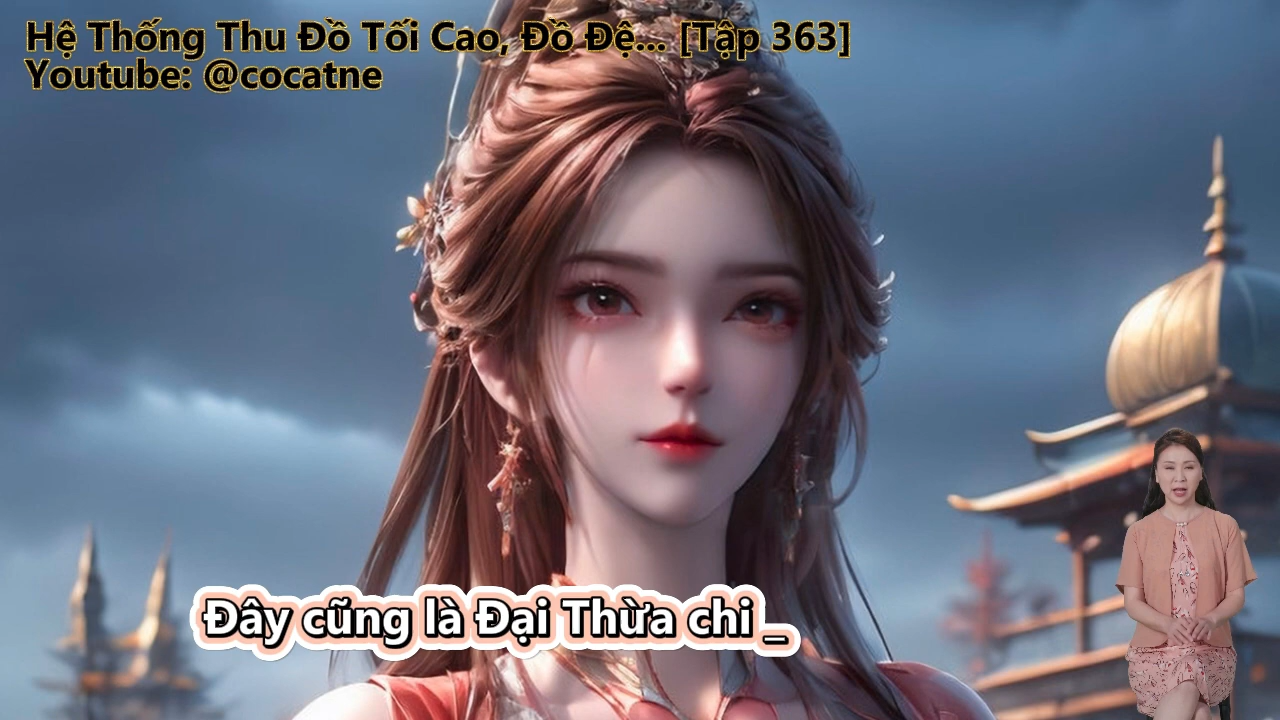 Hệ Thống Thu Đồ Tối Cao, Đồ Đệ... [Tập 363]
Youtube: @cocatne
Đây cũng là Đại Thừa chi _